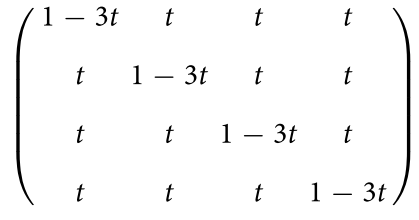 1 − 3t t t t
t 1 − 3t t t
t t 1 − 3t t
t t t 1 − 3t